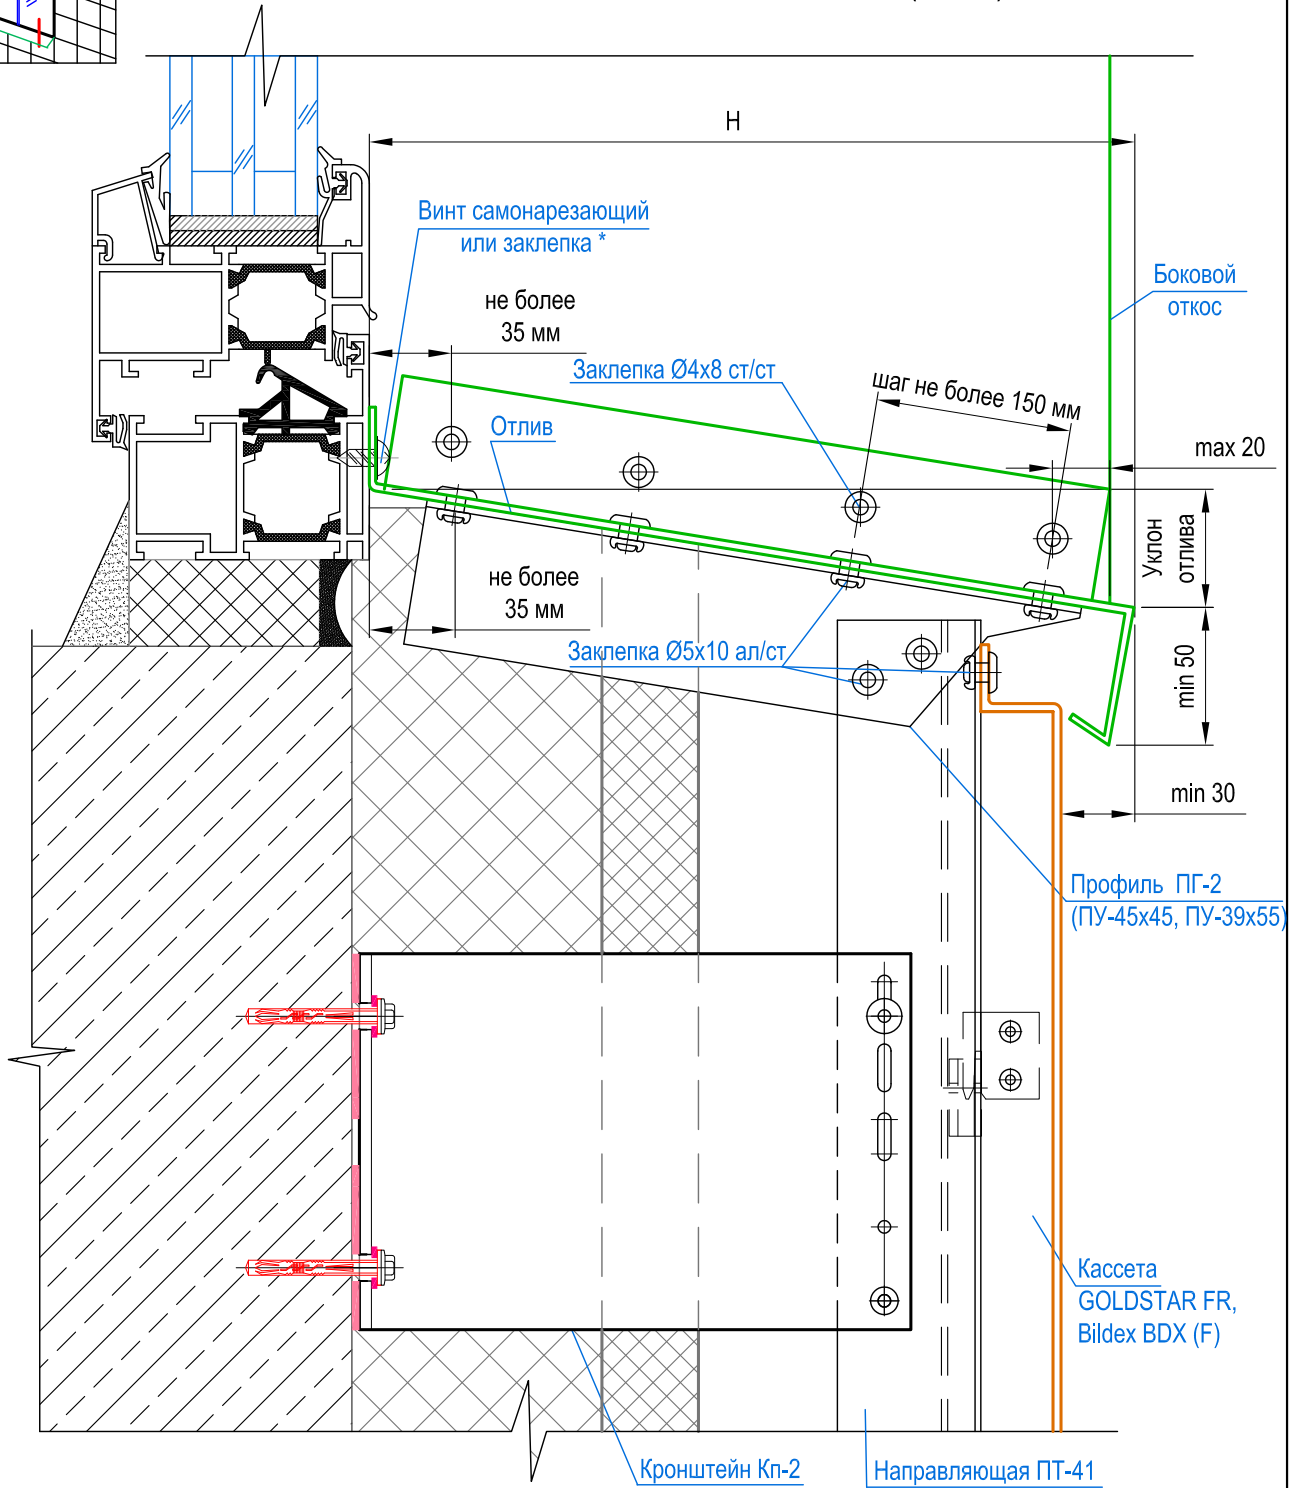 H
Винт самонарезающий
или заклепка *
Боковой
откос
не более
35 мм
Заклепка Ø4x8 ст/ст
шаг не более 150 мм
Отлив
max 20
Уклон
отлива
не более
35 мм
Заклепка Ø5x10 ал/ст
min 50
min 30
Профиль ПГ-2
(ПУ-45x45, ПУ-39x55)
Кассета
GOLDSTAR FR,
Bildex BDX (F)
Кронштейн Кп-2
Направляющая ПТ-41